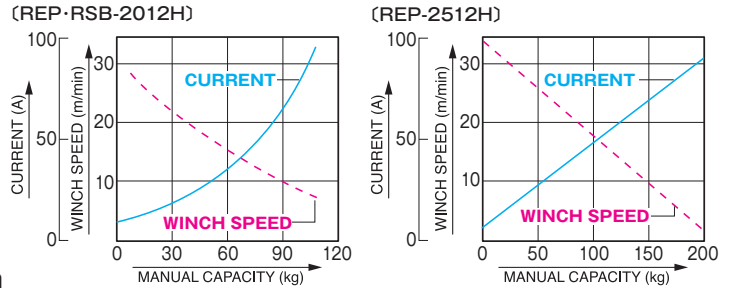 〔REP・RSB-2012H〕
CURRENT (A)
100
50
0
WINCH SPEED (m/min)
30
20
10
CURRENT
WINCH SPEED
0 30 60 90 120
MANUAL CAPACITY (kg)
〔REP-2512H〕
CURRENT (A)
100
50
0
WINCH SPEED (m/min)
30
20
10
CURRENT
WINCH SPEED
0 50 100 150 200
MANUAL CAPACITY (kg)